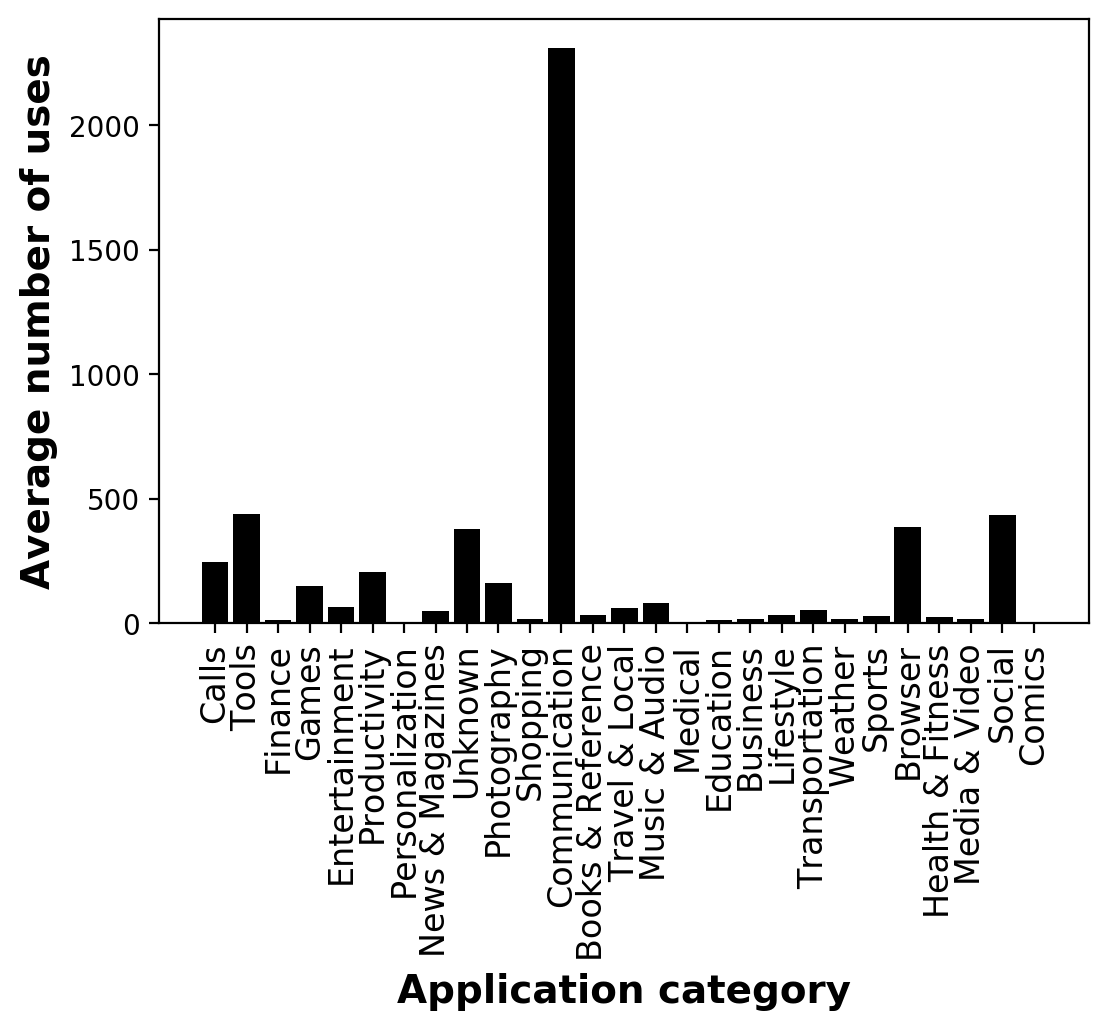 Average number of uses
2000
1500
1000
500
0
Calls
Tools
Finance
Games
Entertainment
Productivity
Personalization
News & Magazines
Unknown
Photography
Shopping
Communication
Books & Reference
Travel & Local
Music & Audio
Medical
Education
Business
Lifestyle
Transportation
Weather
Sports
Browser
Health & Fitness
Media & Video
Social
Comics
Application category